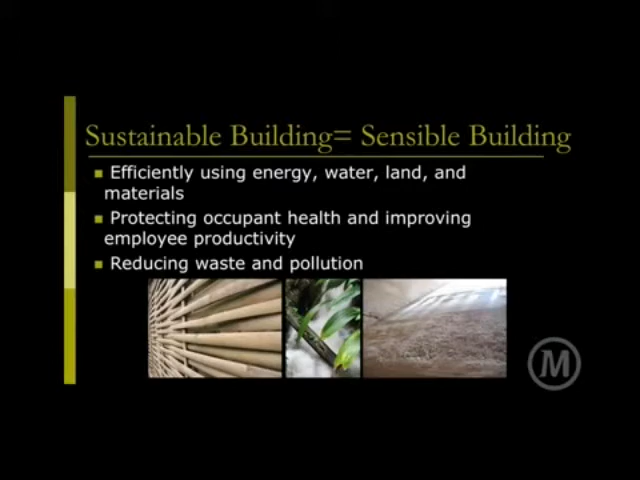 Sustainable Building= Sensible Building
Efficiently using energy, water, land, and
materials
Protecting occupant health and improving
employee productivity
Reducing waste and pollution
M